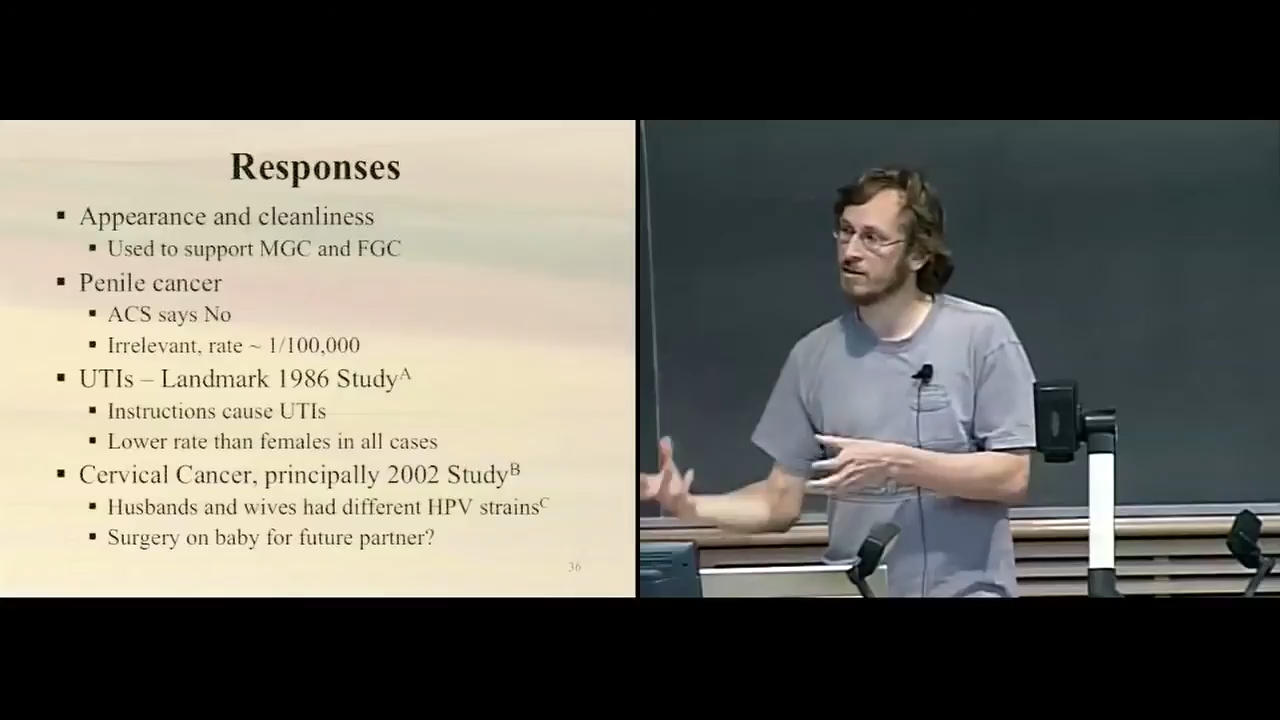 Responses
▪ Appearance and cleanliness
▪ Used to support MGC and FGC
▪ Penile cancer
▪ ACS says No
▪ Irrelevant, rate ~ 1/100,000
▪ UTIs – Landmark 1986 Study^A
▪ Instructions cause UTIs
▪ Lower rate than females in all cases
▪ Cervical Cancer, principally 2002 Study^B
▪ Husbands and wives had different HPV strains^C
▪ Surgery on baby for future partner?
36